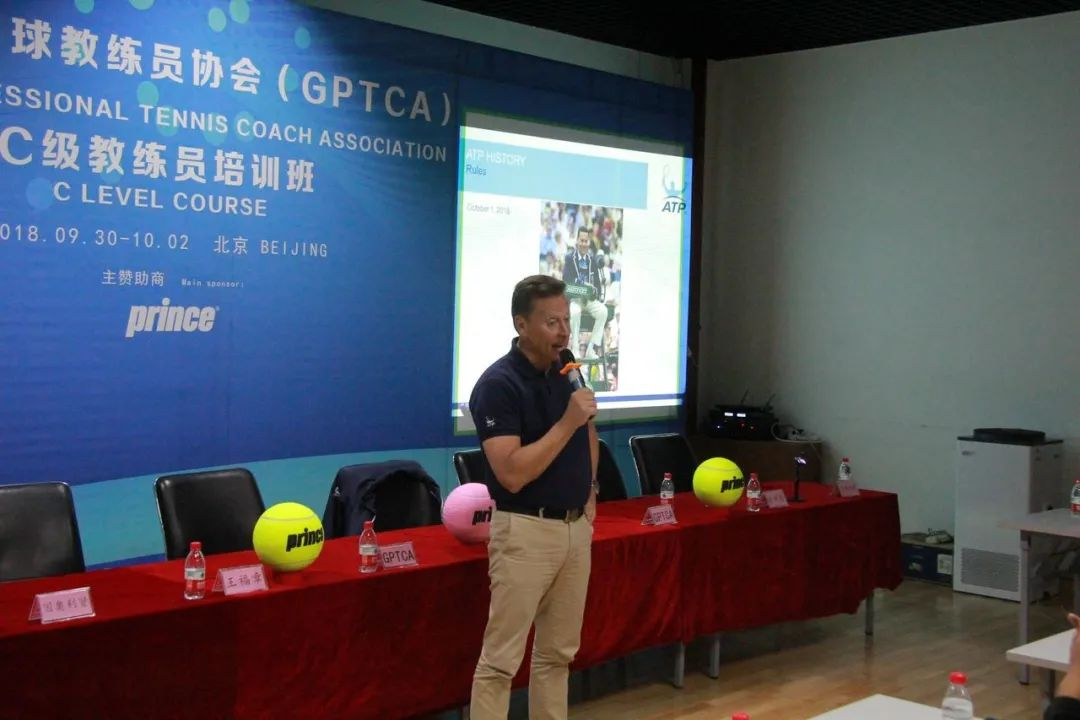 球教练员协会(GPTCA)
ESSIONAL TENNIS COACH ASSOCIATION
C级教练员培训班
C LEVEL COURSE
2018.09.30-10.02 北京 BEIJING
主赞助商 Main sponsor:
prince
ATP HISTORY
Rules
October 1, 2018
ATP
prince
prince
prince
GPTCA
王福章
GPTCA